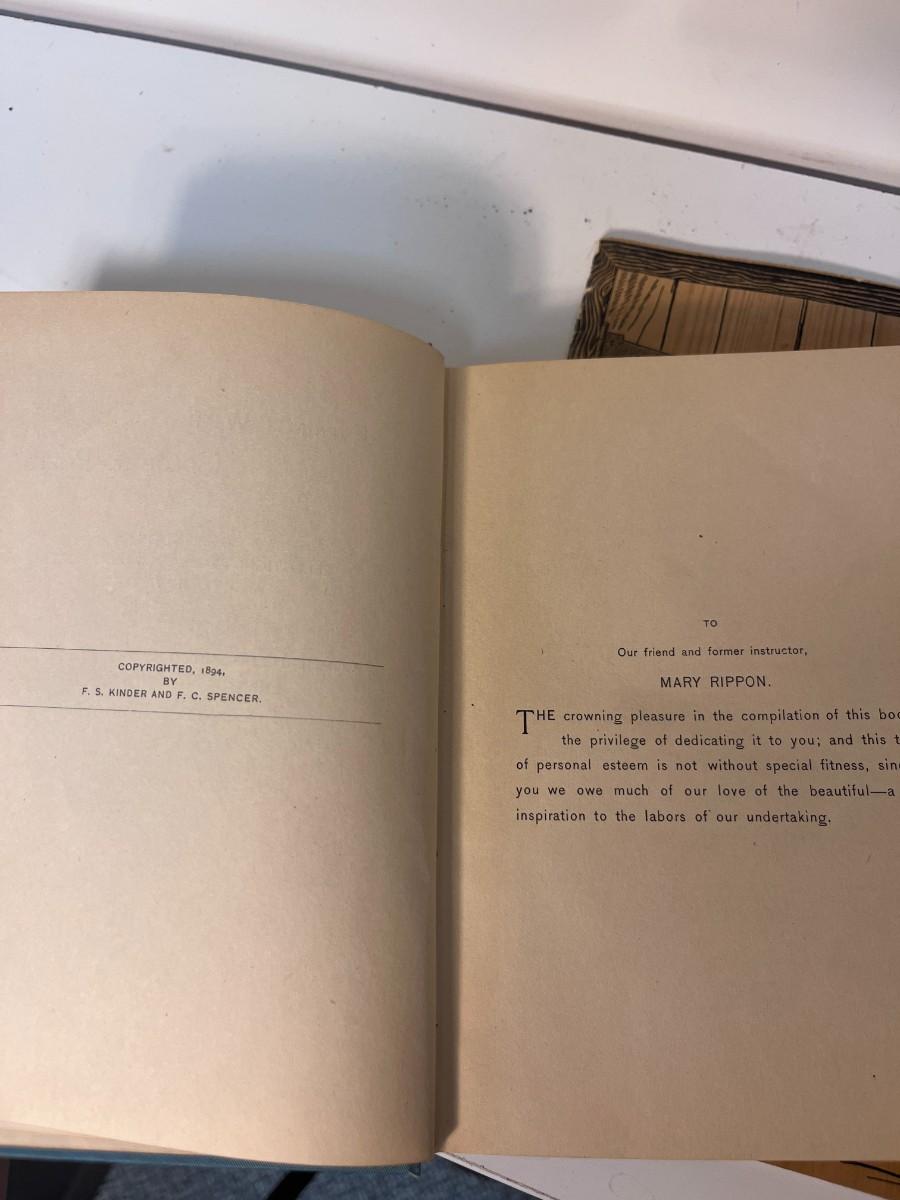 COPYRIGHTED, 1894,
BY
F. S. KINDER AND F. C. SPENCER.
TO
Our friend and former instructor,
MARY RIPPON.
THE crowning pleasure in the compilation of this
the privilege of dedicating it to you; and this
of personal esteem is not without special fitness,
you we owe much of our love of the beautiful—a
inspiration to the labors of our undertaking.